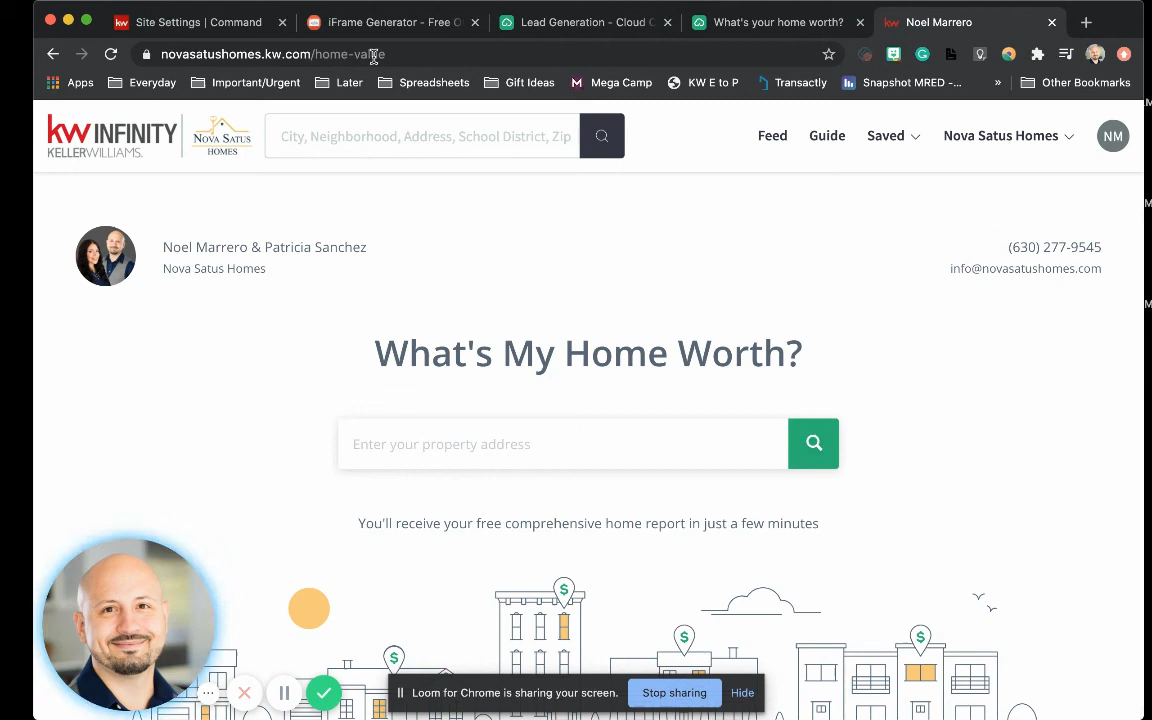 Site Settings | Command
iFrame Generator - Free O
Lead Generation - Cloud C
What's your home worth?
Noel Marrero
novasatushomes.kw.com/home-value
Apps
Everyday
Important/Urgent
Later
Spreadsheets
Gift Ideas
Mega Camp
KW E to P
Transactly
Snapshot MRED -...
»
Other Bookmarks
kw INFINITY
KELLERWILLIAMS.
NOVA SATUS
HOMES
City, Neighborhood, Address, School District, Zip
Feed
Guide
Saved
Nova Satus Homes
NM
Noel Marrero & Patricia Sanchez
Nova Satus Homes
(630) 277-9545
info@novasatushomes.com
What's My Home Worth?
Enter your property address
You'll receive your free comprehensive home report in just a few minutes
$
$
$
$
Loom for Chrome is sharing your screen.
Stop sharing
Hide